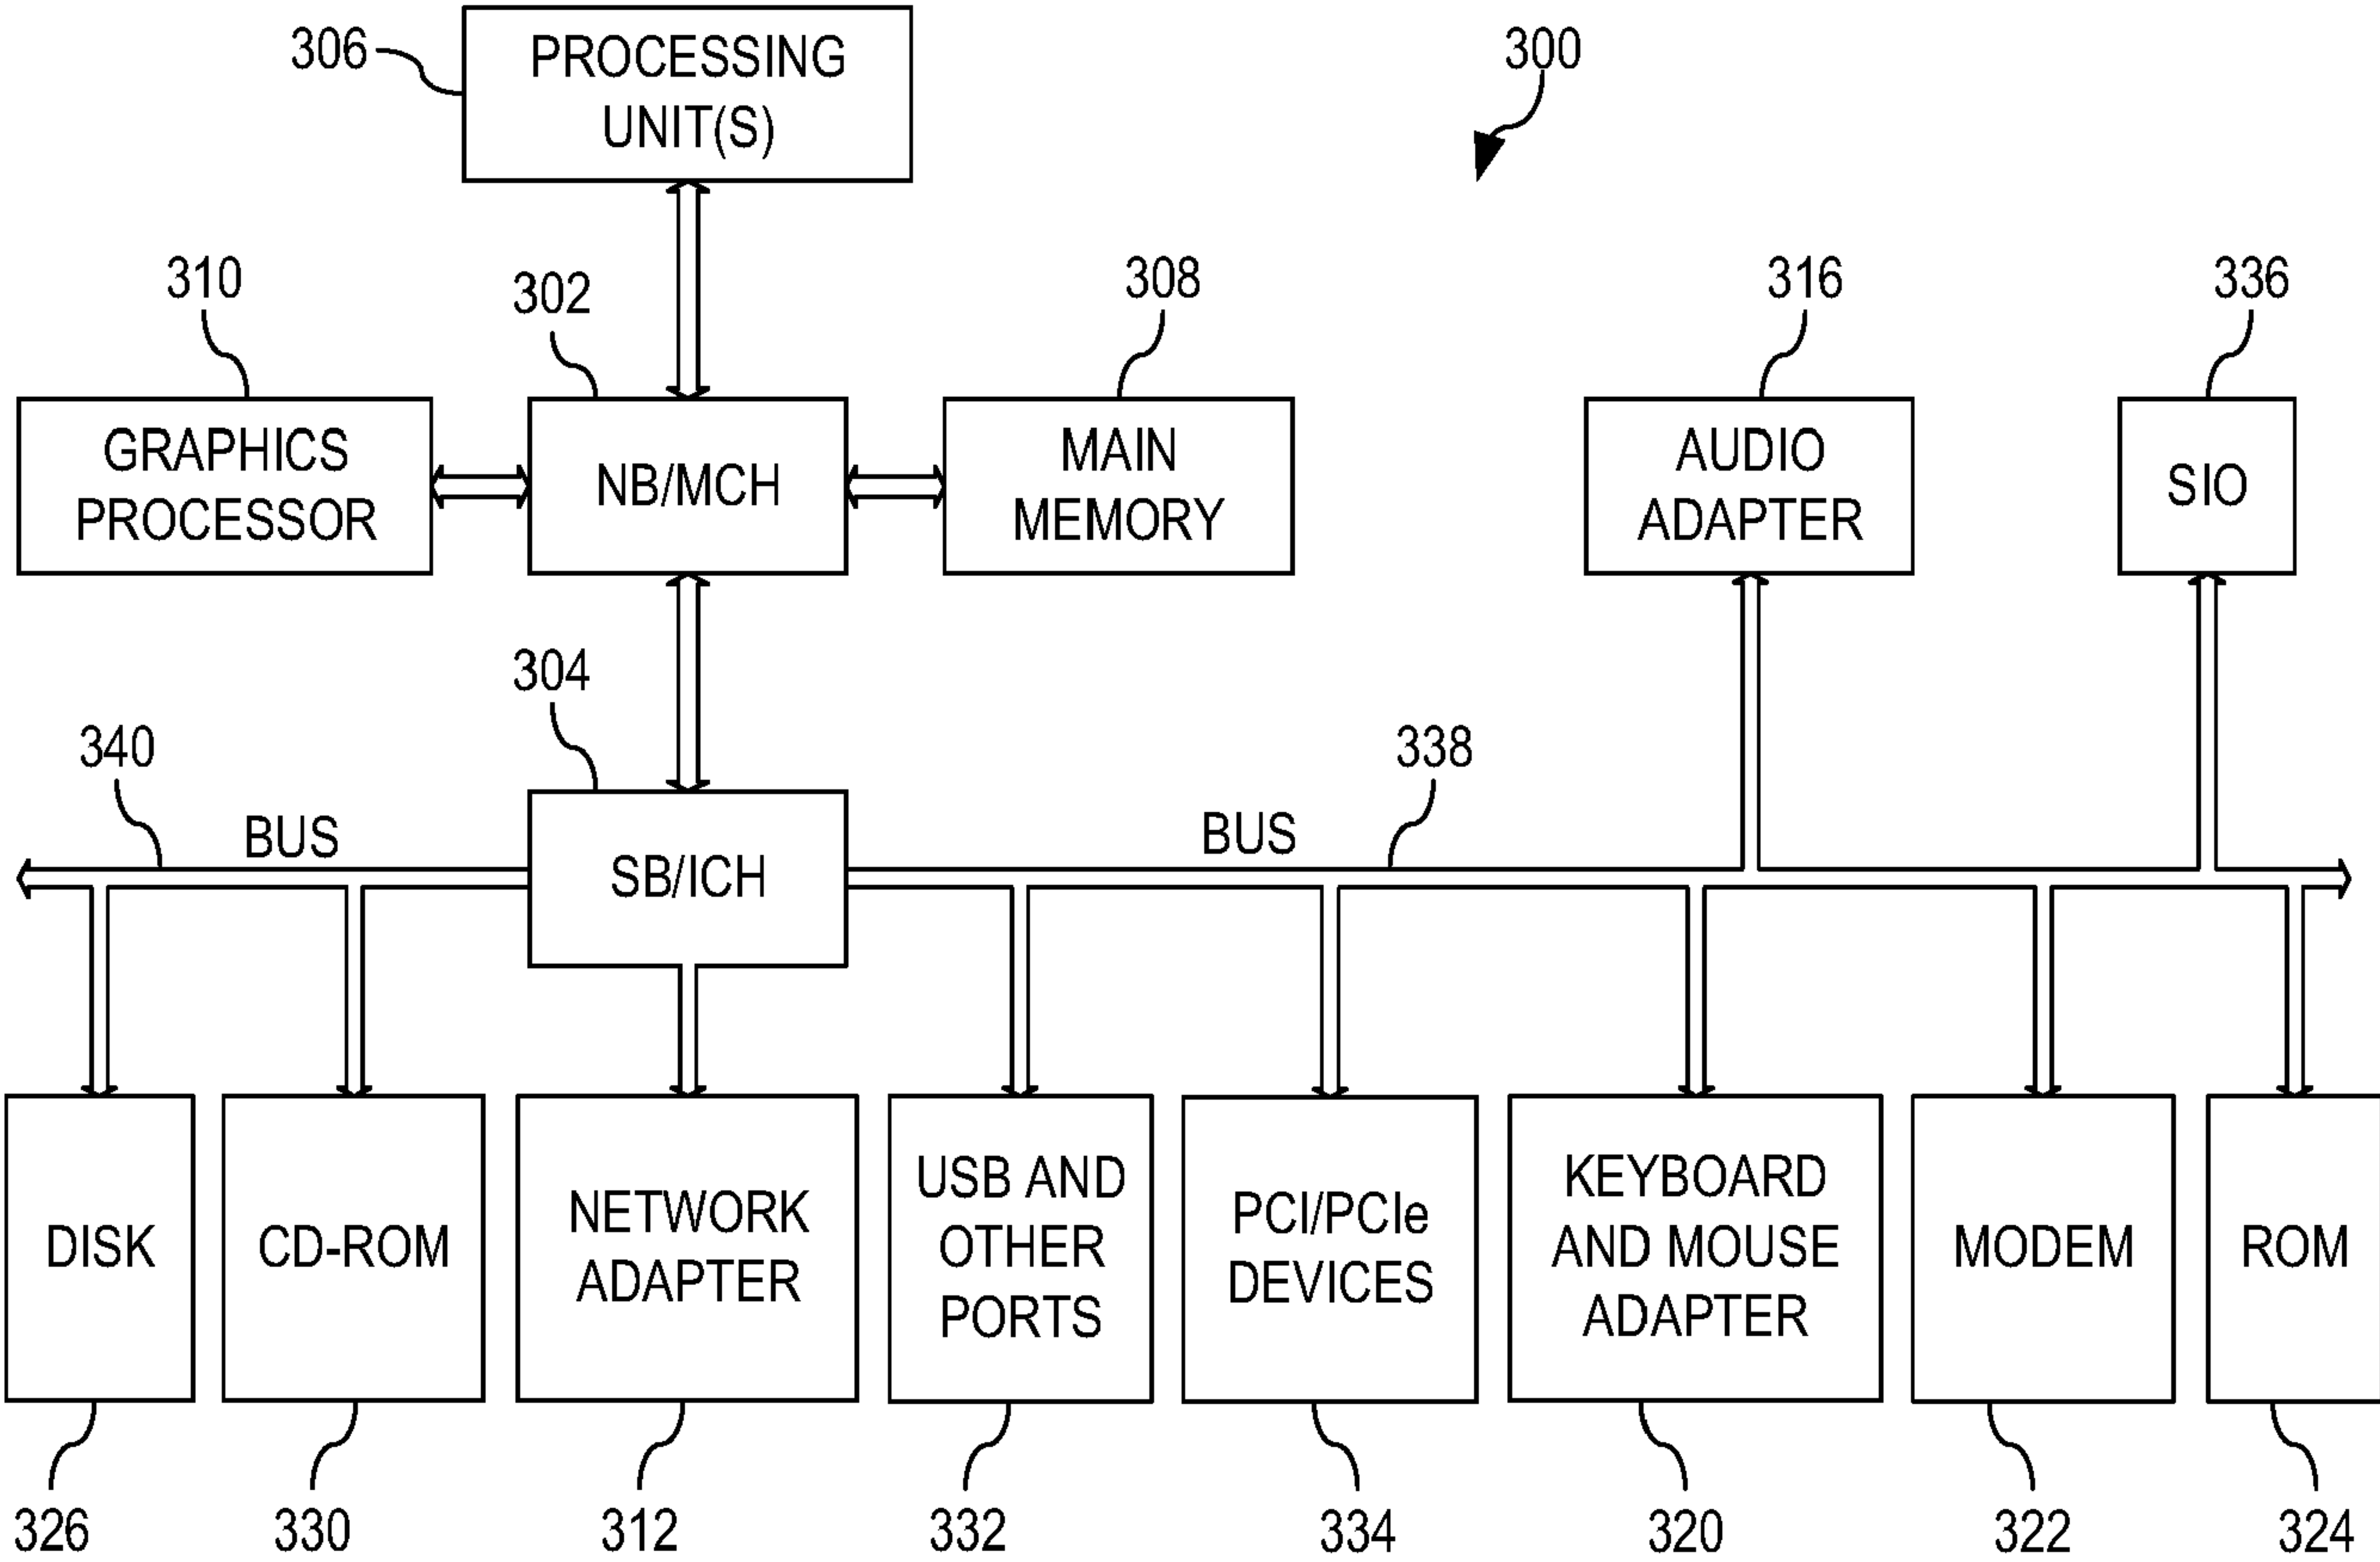 306
PROCESSING
UNIT(S)
300
310
302
308
316
336
GRAPHICS
PROCESSOR
NB/MCH
MAIN
MEMORY
AUDIO
ADAPTER
SIO
304
340
338
BUS
BUS
SB/ICH
DISK
CD-ROM
NETWORK
ADAPTER
USB AND
OTHER
PORTS
PCI/PCIe
DEVICES
KEYBOARD
AND MOUSE
ADAPTER
MODEM
ROM
326
330
312
332
334
320
322
324